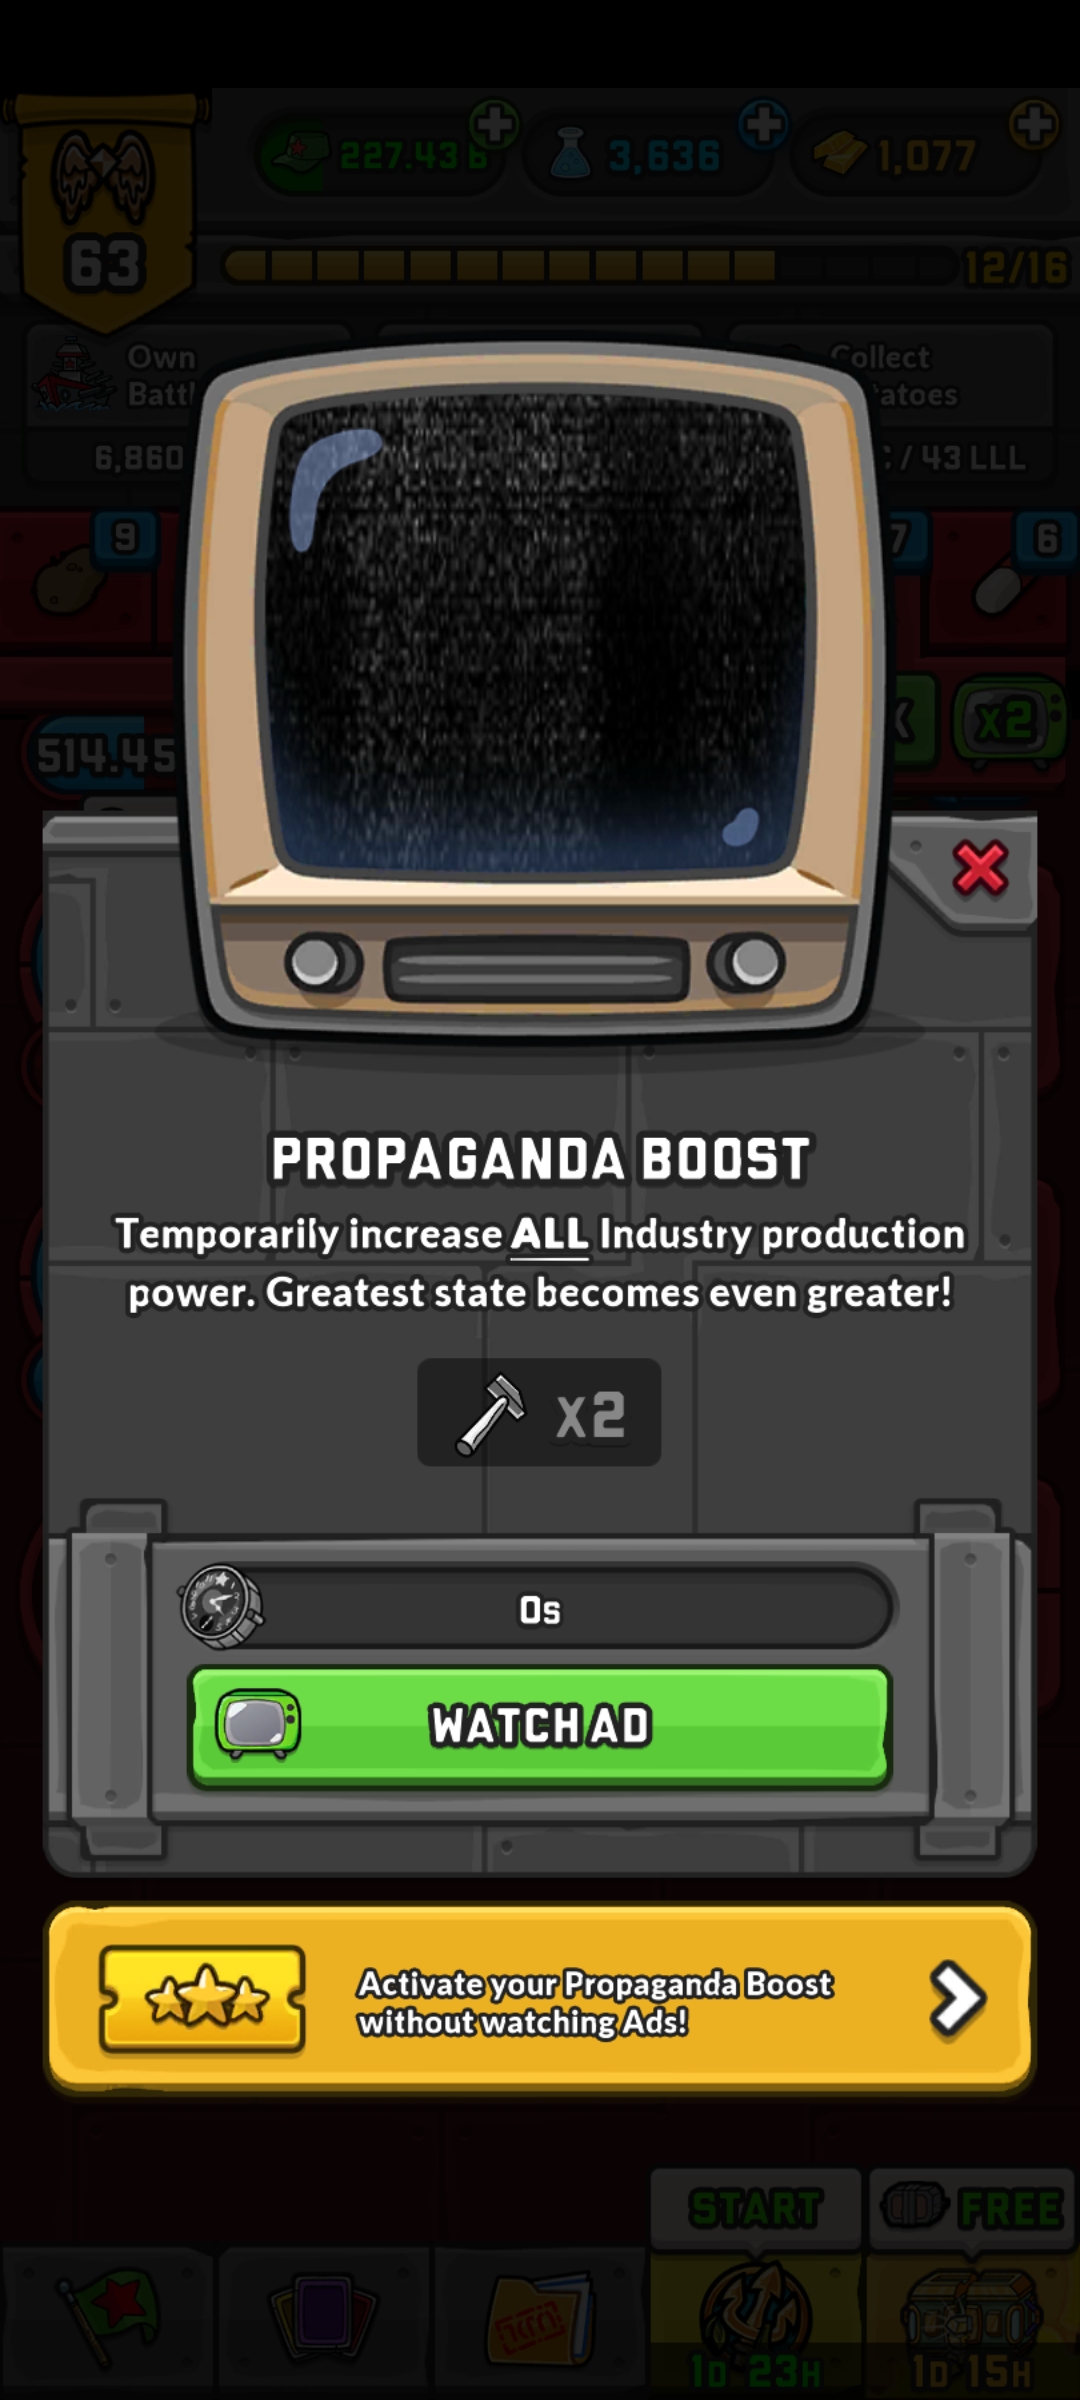 227.43 B
3,636
1,077
63
12/16
Own
Collect
6,860
/ 43 LLL
9
7
6
514.45
x2
PROPAGANDA BOOST
Temporarily increase ALL Industry production
power. Greatest state becomes even greater!
x2
0s
WATCH AD
Activate your Propaganda Boost
without watching Ads!
START
FREE
1D 23H
1D 15H